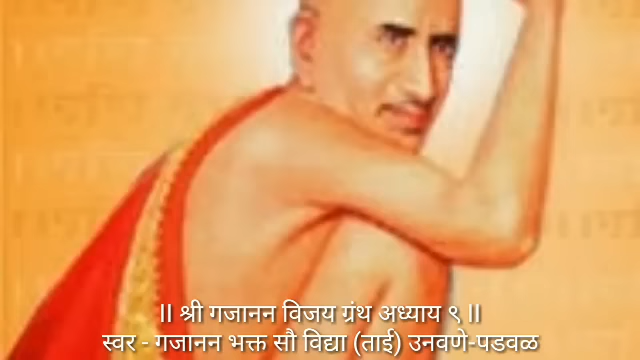 ॥ श्री गजानन विजय ग्रंथ अध्याय ९ ॥
स्वर - गजानन भक्त सौ विद्या (ताई) उनवणे-पडवळ